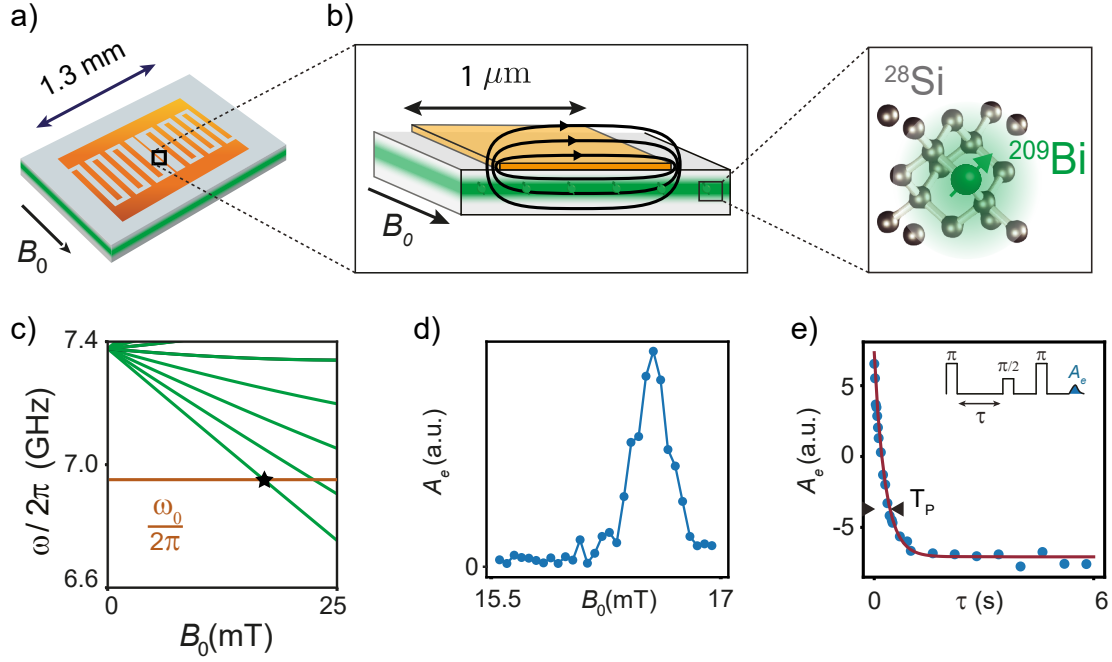 a)
1.3 mm
B₀
b)
1 μm
B₀
²⁸Si
²⁰⁹Bi
c)
ω/2π (GHz)
7.4
7.0
6.6
ω₀
2π
0
25
B₀(mT)
d)
Aₑ(a.u.)
0
15.5
B₀(mT)
17
e)
Aₑ(a.u.)
5
0
-5
π
π/2
π
Aₑ
τ
T_P
0
τ (s)
6